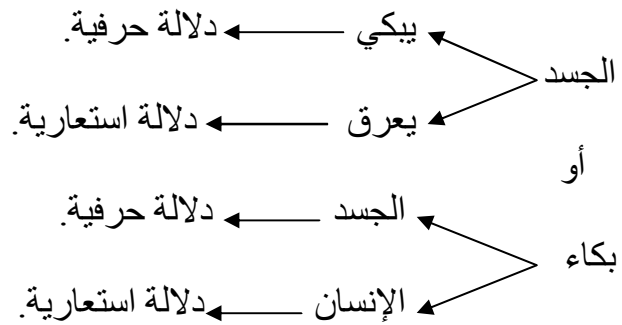 يبكي دلالة حرفية.
الجسد
يعرق دلالة استعارية.
أو
الجسد دلالة حرفية.
بكاء
الإنسان دلالة استعارية.